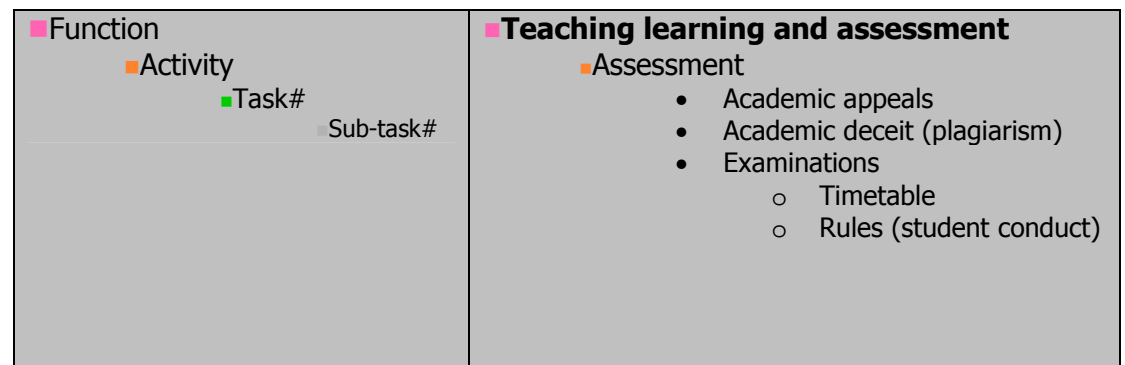 Function
Activity
Task#
Sub-task#
Teaching learning and assessment
Assessment
• Academic appeals
• Academic deceit (plagiarism)
• Examinations
o Timetable
o Rules (student conduct)